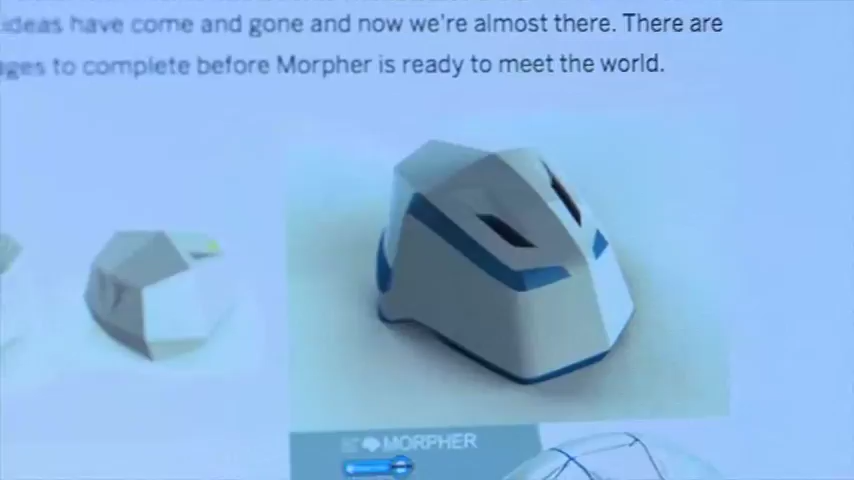 ideas have come and gone and now we're almost there. There are
to complete before Morpher is ready to meet the world.
MORPHER